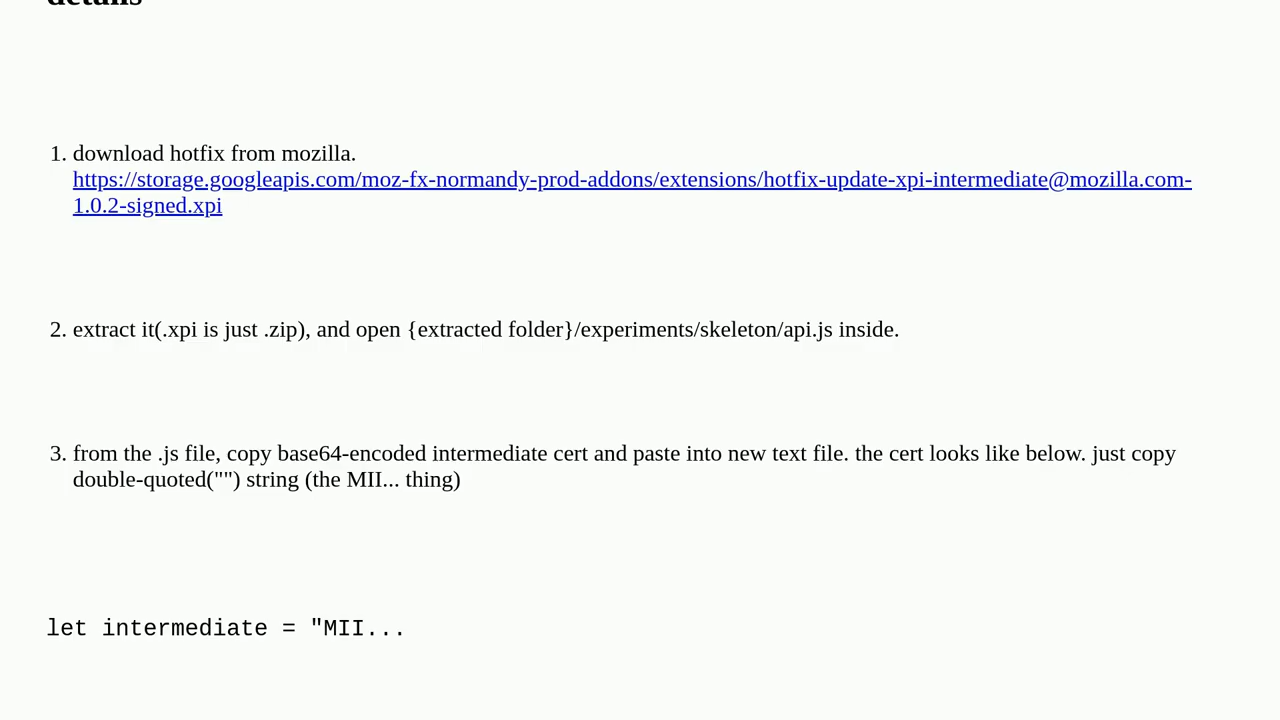 details
1. download hotfix from mozilla.
https://storage.googleapis.com/moz-fx-normandy-prod-addons/extensions/hotfix-update-xpi-intermediate@mozilla.com-
1.0.2-signed.xpi
2. extract it(.xpi is just .zip), and open {extracted folder}/experiments/skeleton/api.js inside.
3. from the .js file, copy base64-encoded intermediate cert and paste into new text file. the cert looks like below. just copy
double-quoted("") string (the MII... thing)
let intermediate = "MII...